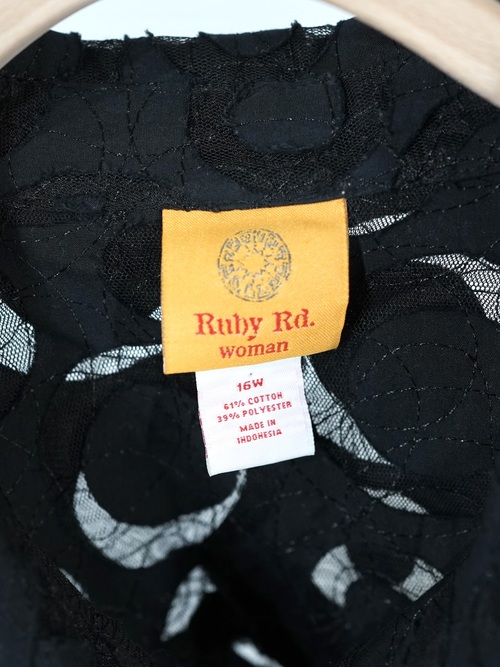 Ruby Rd.
woman
16W
61% COTTON
39% POLYESTER
MADE IN
INDONESIA